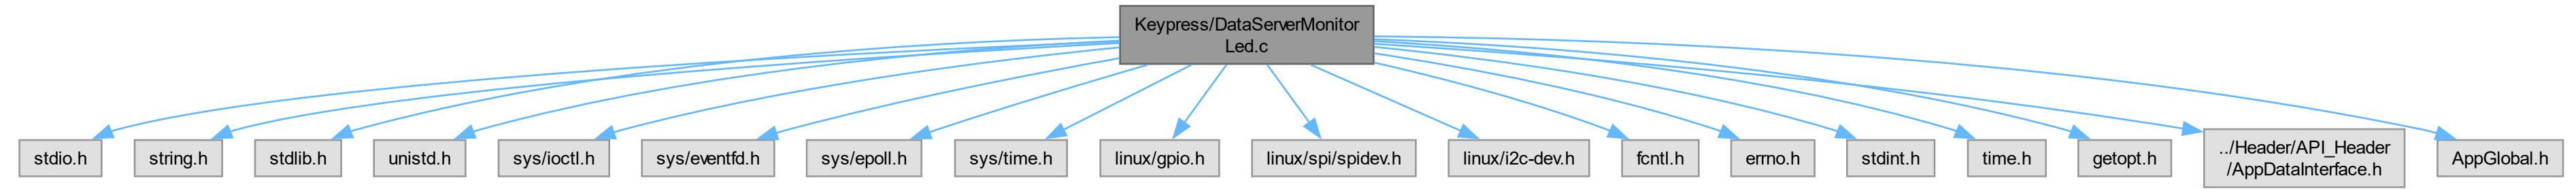 Keypress/DataServerMonitor
Led.c
stdio.h
string.h
stdlib.h
unistd.h
sys/ioctl.h
sys/eventfd.h
sys/epoll.h
sys/time.h
linux/gpio.h
linux/spi/spidev.h
linux/i2c-dev.h
fcntl.h
errno.h
stdint.h
time.h
getopt.h
../Header/API_Header
/AppDataInterface.h
AppGlobal.h